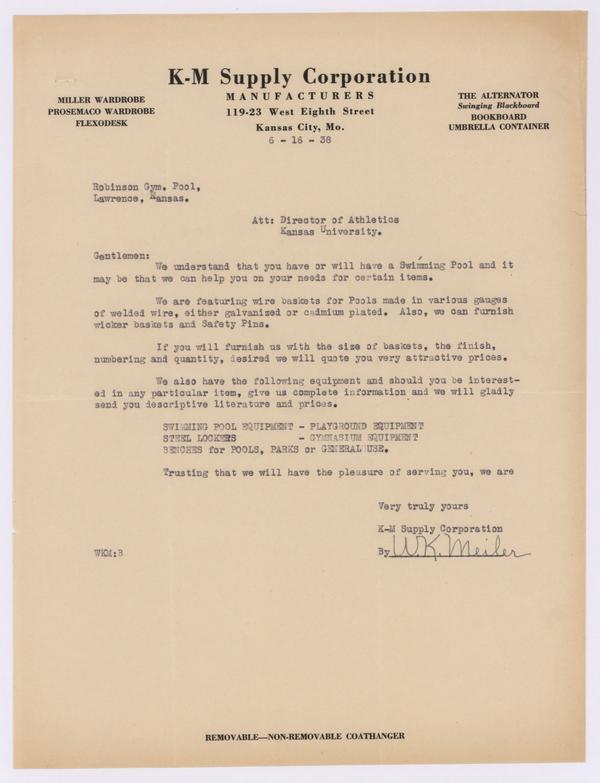 K-M Supply Corporation
MANUFACTURERS
119-23 West Eighth Street
Kansas City, Mo.
MILLER WARDROBE
PROSEMACO WARDROBE
FLEXODESK
THE ALTERNATOR
Swinging Blackboard
BOOKBOARD
UMBRELLA CONTAINER
6 - 16 - 38
Robinson Gym. Pool,
Lawrence, Kansas.
Att: Director of Athletics
Kansas University.
Gentlemen:
We understand that you have or will have a Swimming Pool and it
may be that we can help you on your needs for certain items.
We are featuring wire baskets for Pools made in various gauges
of welded wire, either galvanized or cadmium plated. Also, we can furnish
wicker baskets and Safety Pins.
If you will furnish us with the size of baskets, the finish,
numbering and quantity, desired we will quote you very attractive prices.
We also have the following equipment and should you be interest-
ed in any particular item, give us complete information and we will gladly
send you descriptive literature and prices.
SWIMMING POOL EQUIPMENT - PLAYGROUND EQUIPMENT
STEEL LOCKERS - GYMNASIUM EQUIPMENT
BENCHES for POOLS, PARKS or GENERAL USE.
Trusting that we will have the pleasure of serving you, we are
Very truly yours
K-M Supply Corporation
By W.K. Meiler
WKM:B
REMOVABLE—NON-REMOVABLE COATHANGER